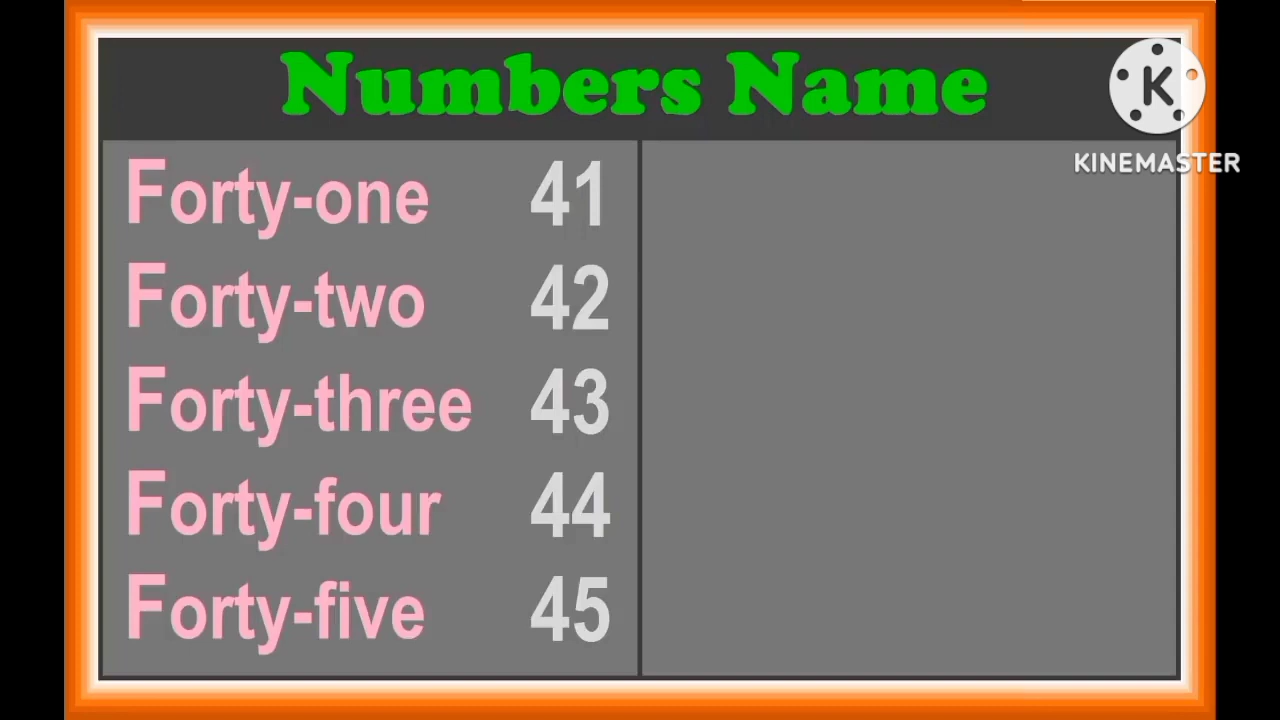 Numbers Name
K
KINEMASTER
Forty-one 41
Forty-two 42
Forty-three 43
Forty-four 44
Forty-five 45